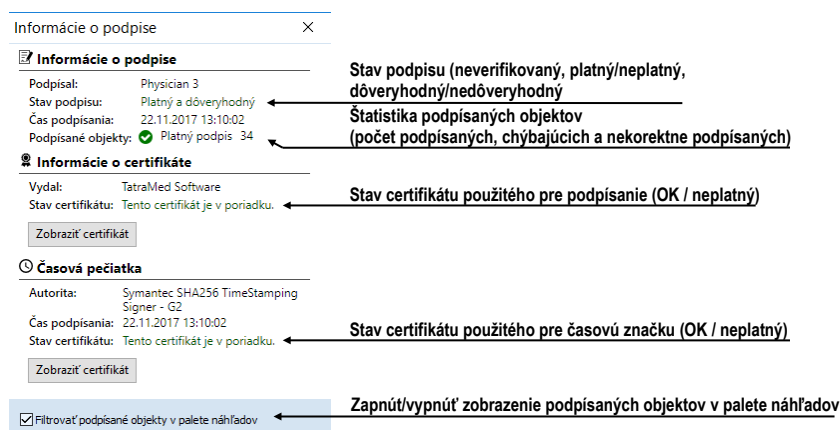 Informácie o podpise
Informácie o podpise
Podpísal: Physician 3
Stav podpisu: Platný a dôveryhodný
Čas podpísania: 22.11.2017 13:10:02
Podpísané objekty: Platný podpis 34
Stav podpisu (neverifikovaný, platný/neplatný,
dôveryhodný/nedôveryhodný
Štatistika podpísaných objektov
(počet podpísaných, chýbajúcich a nekorektne podpísaných)
Informácie o certifikáte
Vydal: TatraMed Software
Stav certifikátu: Tento certifikát je v poriadku.
Stav certifikátu použitého pre podpísanie (OK / neplatný)
Zobraziť certifikát
Časová pečiatka
Autorita: Symantec SHA256 TimeStamping
Signer - G2
Čas podpísania: 22.11.2017 13:10:02
Stav certifikátu: Tento certifikát je v poriadku.
Stav certifikátu použitého pre časovú značku (OK / neplatný)
Zobraziť certifikát
Filtrovať podpísané objekty v palete náhľadov
Zapnúť/vypnúť zobrazenie podpísaných objektov v palete náhľadov